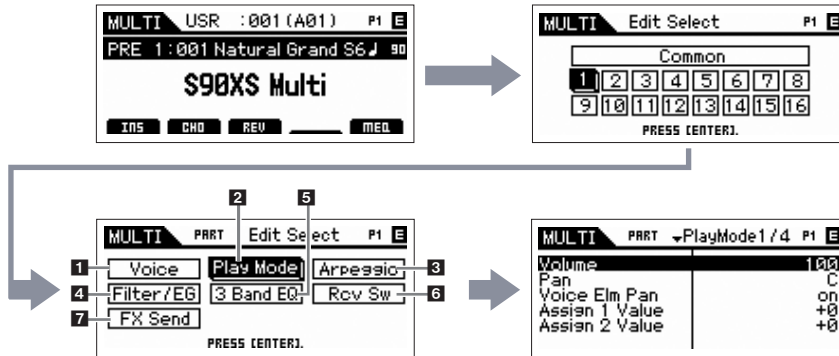 MULTI USR :001 (A01) P1 E
PRE 1:001 Natural Grand S6♩ 90
S90XS Multi
INS CHO REV MEQ
MULTI Edit Select P1 E
Common
1 2 3 4 5 6 7 8
9 10 11 12 13 14 15 16
PRESS [ENTER].
2 5
MULTI PART Edit Select P1 E
1 Voice Play Mode Arpeggio 3
4 Filter/EG 3 Band EQ Rcv Sw 6
7 FX Send
PRESS [ENTER].
MULTI PART PlayMode1/4 P1 E
Volume 100
Pan C
Voice Elm Pan on
Assign 1 Value +0
Assign 2 Value +0